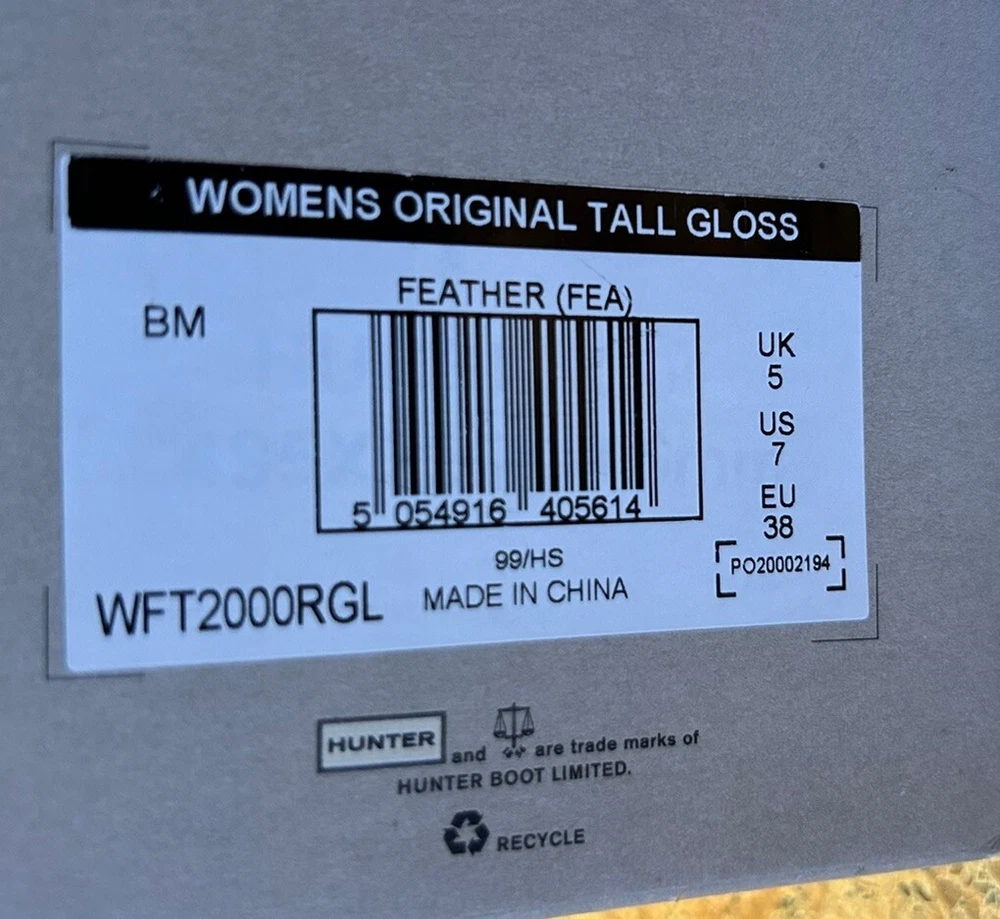 WOMENS ORIGINAL TALL GLOSS
FEATHER (FEA)
BM
5 054916 405614
UK
5
US
7
EU
38
PO20002194
99/HS
WFT2000RGL MADE IN CHINA
HUNTER and are trade marks of
HUNTER BOOT LIMITED.
RECYCLE